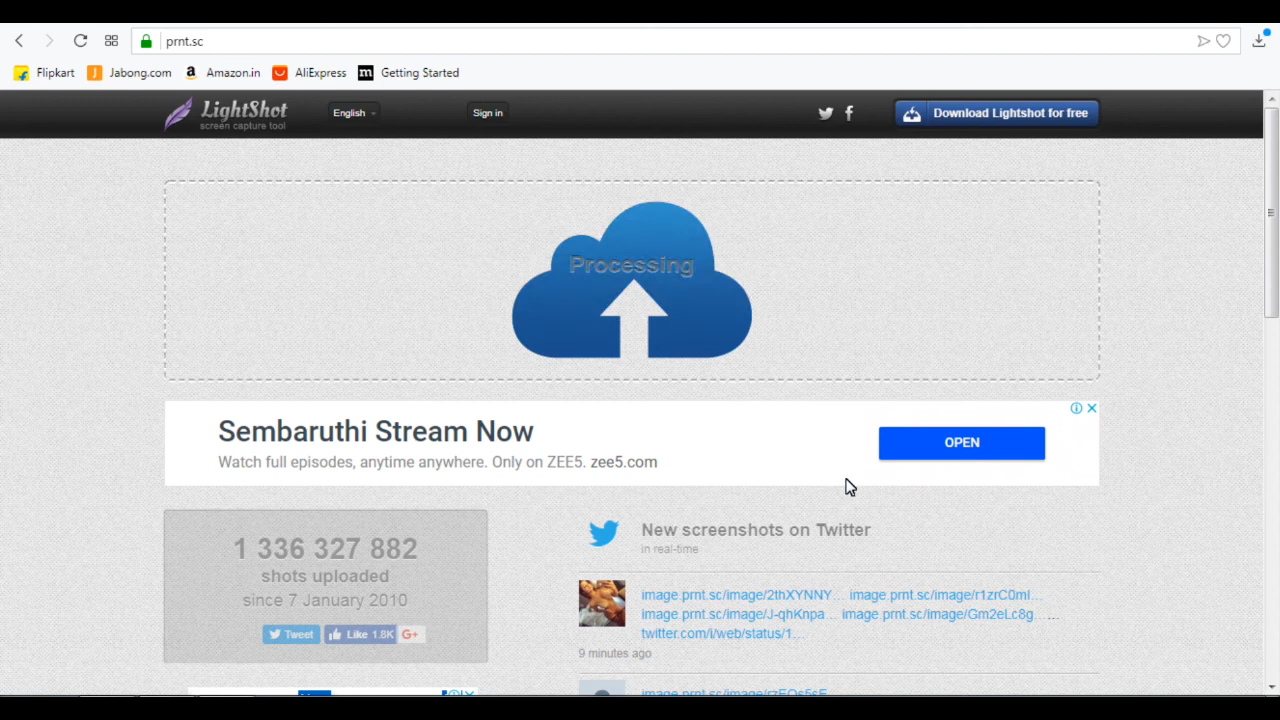 prnt.sc
Flipkart Jabong.com Amazon.in AliExpress Getting Started
LightShot
screen capture tool
English
Sign in
Download Lightshot for free
Processing
Sembaruthi Stream Now
Watch full episodes, anytime anywhere. Only on ZEE5. zee5.com
OPEN
1 336 327 882
shots uploaded
since 7 January 2010
Tweet Like 1.8K G+
New screenshots on Twitter
in real-time
image.prnt.sc/image/2thXYNNY... image.prnt.sc/image/r1zrC0mI...
image.prnt.sc/image/J-qhKnpa... image.prnt.sc/image/Gm2eLc8g... ...
twitter.com/i/web/status/1...
9 minutes ago